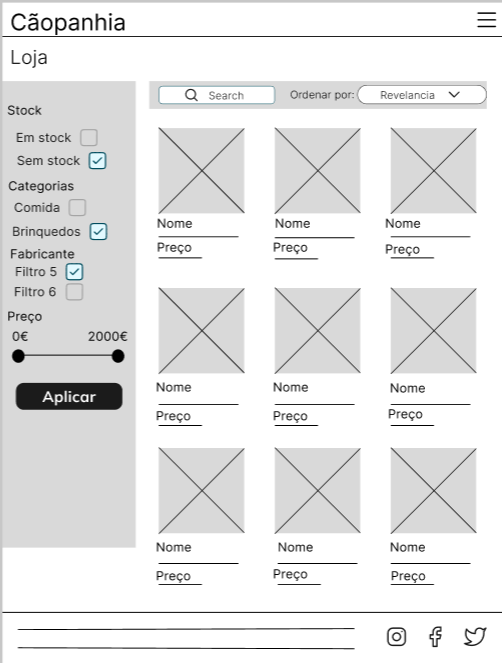 Cãopanhia
Loja
Stock
Em stock
Sem stock
Categorias
Comida
Brinquedos
Fabricante
Filtro 5
Filtro 6
Preço
0€ 2000€
Aplicar
Search Ordenar por: Revelancia
Nome Nome Nome
Preço Preço Preço
Nome Nome Nome
Preço Preço Preço
Nome Nome Nome
Preço Preço Preço